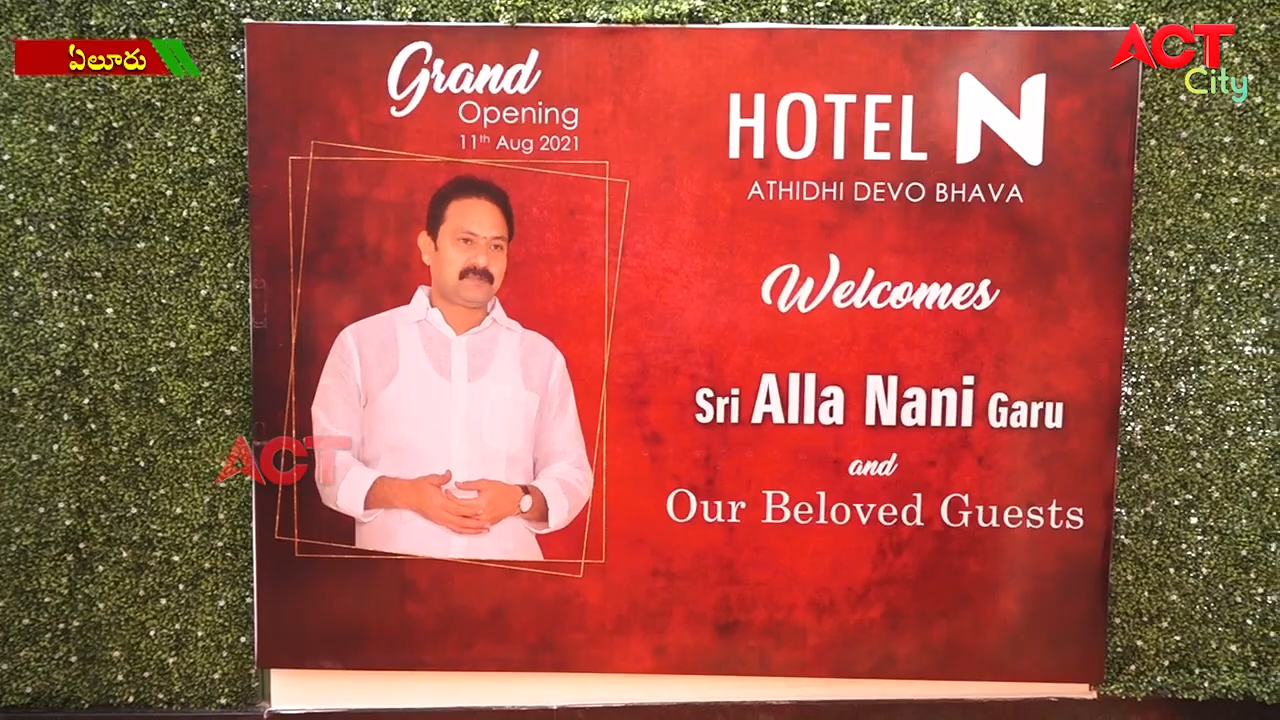 ఏలూరు
ACT
City
Grand
Opening
11th Aug 2021
HOTEL N
ATHIDHI DEVO BHAVA
Welcomes
Sri Alla Nani Garu
and
Our Beloved Guests
ACT